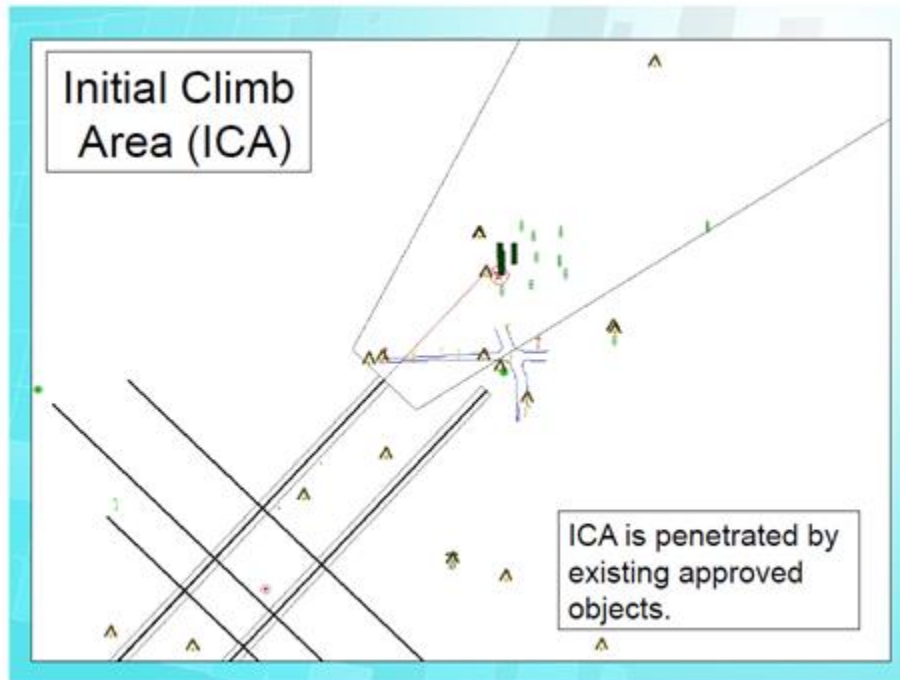 Initial Climb
Area (ICA)
ICA is penetrated by
existing approved
objects.